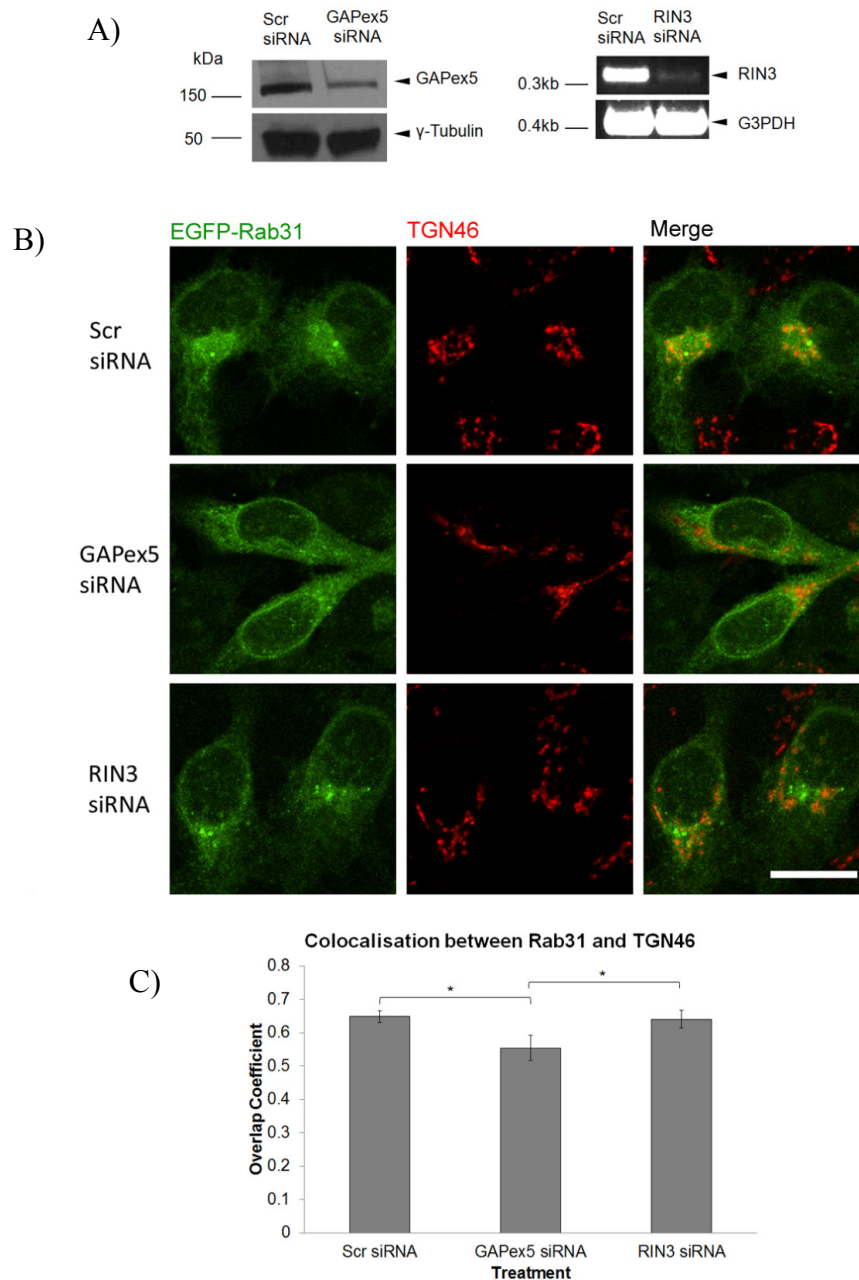 A)
Scr
siRNA
GAPex5
siRNA
kDa
150
GAPex5
50
γ-Tubulin
Scr
siRNA
RIN3
siRNA
0.3kb
RIN3
0.4kb
G3PDH
B)
EGFP-Rab31
TGN46
Merge
Scr
siRNA
GAPex5
siRNA
RIN3
siRNA
C)
Colocalisation between Rab31 and TGN46
0.8
0.7
0.6
0.5
0.4
0.3
0.2
0.1
0
Overlap Coefficient
*
*
Scr siRNA
GAPex5 siRNA
RIN3 siRNA
Treatment